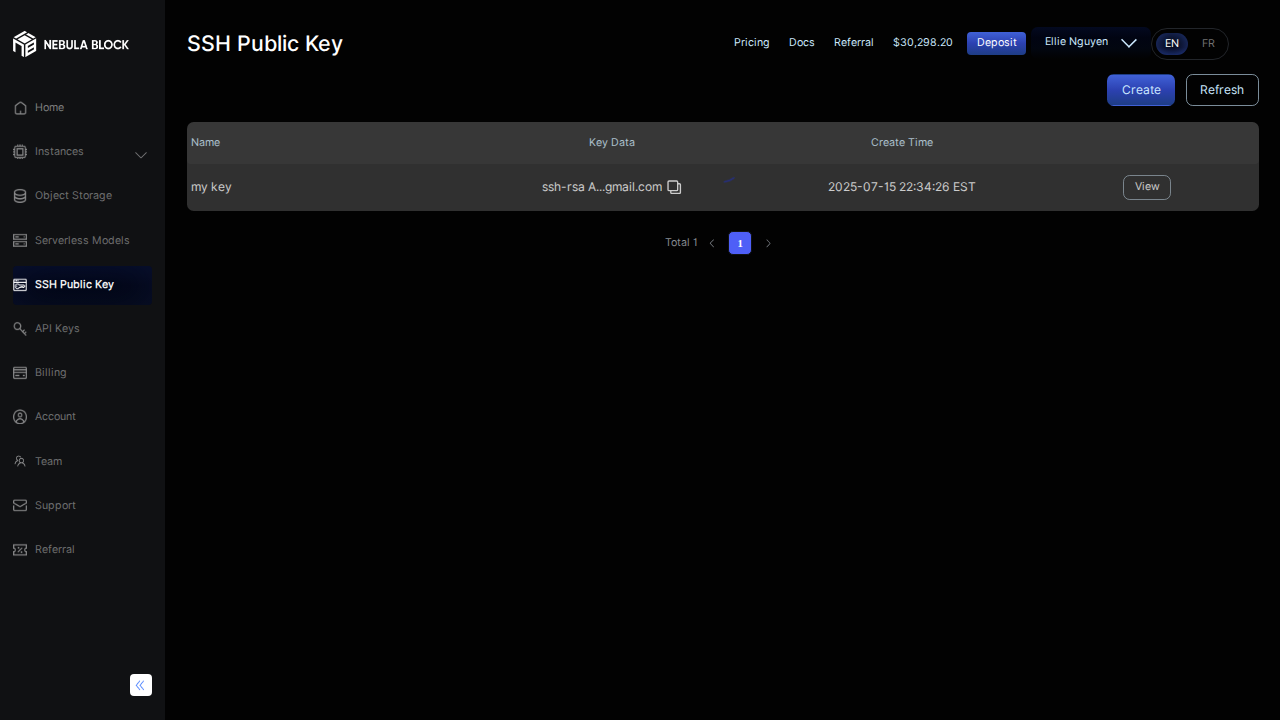 NEBULA BLOCK
Home
Instances
Object Storage
Serverless Models
SSH Public Key
API Keys
Billing
Account
Team
Support
Referral
SSH Public Key
Pricing Docs Referral $30,298.20 Deposit Ellie Nguyen EN FR
Create Refresh
Name Key Data Create Time
my key ssh-rsa A...gmail.com 2025-07-15 22:34:26 EST View
Total 1 1